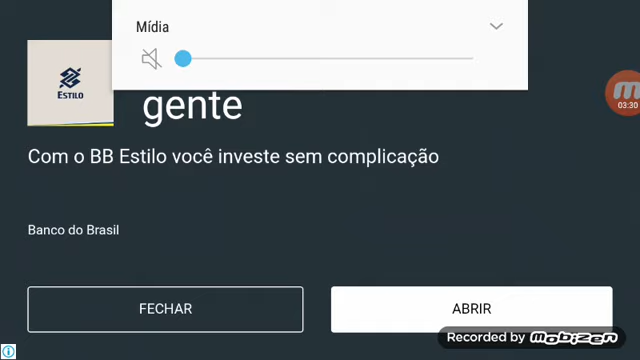 Mídia
ESTILO
gente
03:30
Com o BB Estilo você investe sem complicação
Banco do Brasil
FECHAR
ABRIR
Recorded by Mobizen